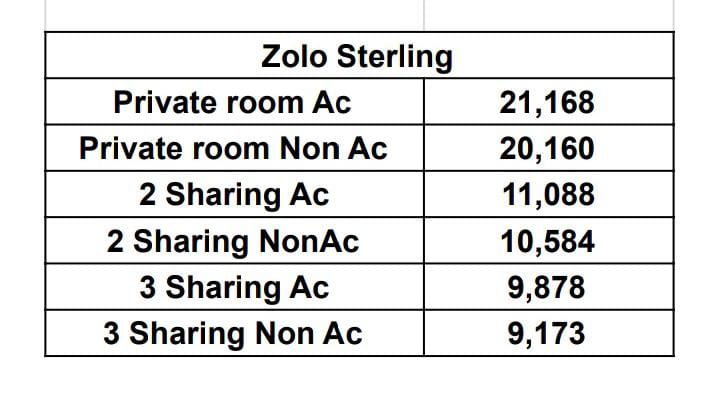 Zolo Sterling
Private room Ac 21,168
Private room Non Ac 20,160
2 Sharing Ac 11,088
2 Sharing NonAc 10,584
3 Sharing Ac 9,878
3 Sharing Non Ac 9,173